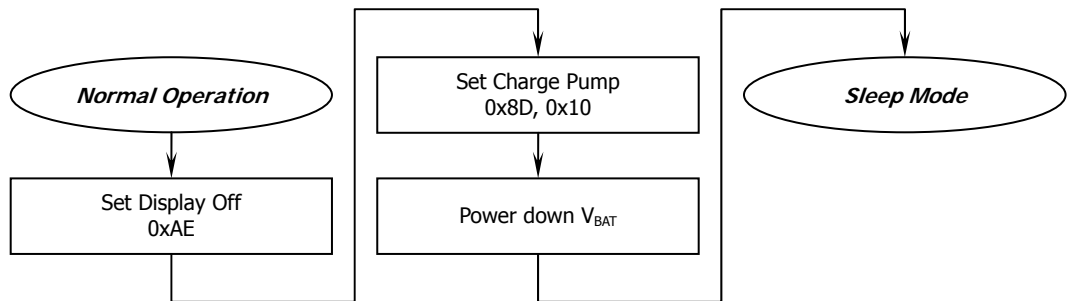 Normal Operation
Set Display Off
0xAE
Set Charge Pump
0x8D, 0x10
Power down VBAT
Sleep Mode